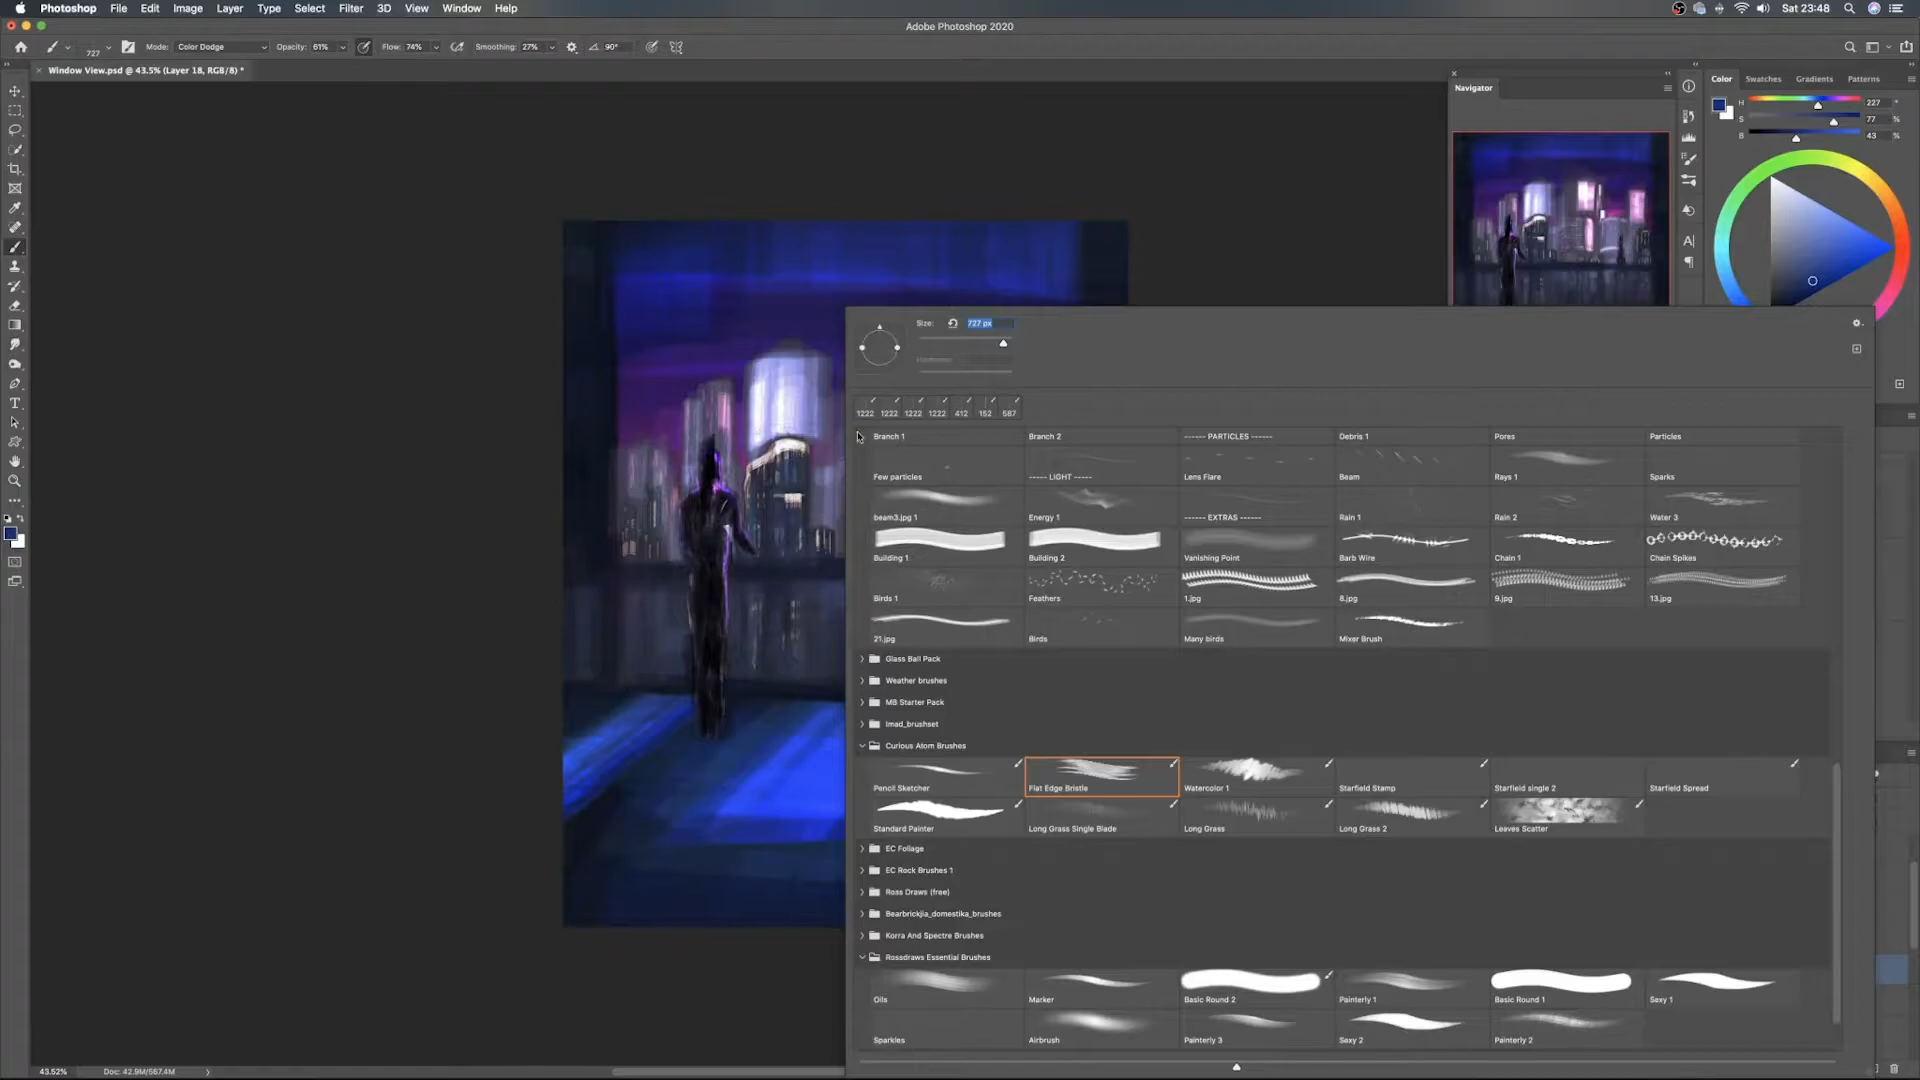 Photoshop File Edit Image Layer Type Select Filter 3D View Window Help Sat 23:48
Adobe Photoshop 2020
727 Mode: Color Dodge Opacity: 61% Flow: 74% Smoothing: 27% 90°
× Window View.psd @ 43.5% (Layer 18, RGB/8) *
Navigator
Color Swatches Gradients Patterns
H 227 °
S 77 %
B 43 %
Size: 727 px
Hardness:
1222 1222 1222 1222 412 152 587
Branch 1 Branch 2 ------ PARTICLES ------ Debris 1 Pores Particles
Few particles ----- LIGHT ----- Lens Flare Beam Rays 1 Sparks
beam3.jpg 1 Energy 1 ------ EXTRAS ------ Rain 1 Rain 2 Water 3
Building 1 Building 2 Vanishing Point Barb Wire Chain 1 Chain Spikes
Birds 1 Feathers 1.jpg 8.jpg 9.jpg 13.jpg
21.jpg Birds Many birds Mixer Brush
Glass Ball Pack
Weather brushes
MB Starter Pack
Imad_brushset
Curious Atom Brushes
Pencil Sketcher Flat Edge Bristle Watercolor 1 Starfield Stamp Starfield single 2 Starfield Spread
Standard Painter Long Grass Single Blade Long Grass Long Grass 2 Leaves Scatter
EC Foliage
EC Rock Brushes 1
Ross Draws (free)
Bearbrickjia_domestika_brushes
Korra And Spectre Brushes
Rossdraws Essential Brushes
Oils Marker Basic Round 2 Painterly 1 Basic Round 1 Sexy 1
Sparkles Airbrush Painterly 3 Sexy 2 Painterly 2
43.52% Doc: 42.9M/567.4M